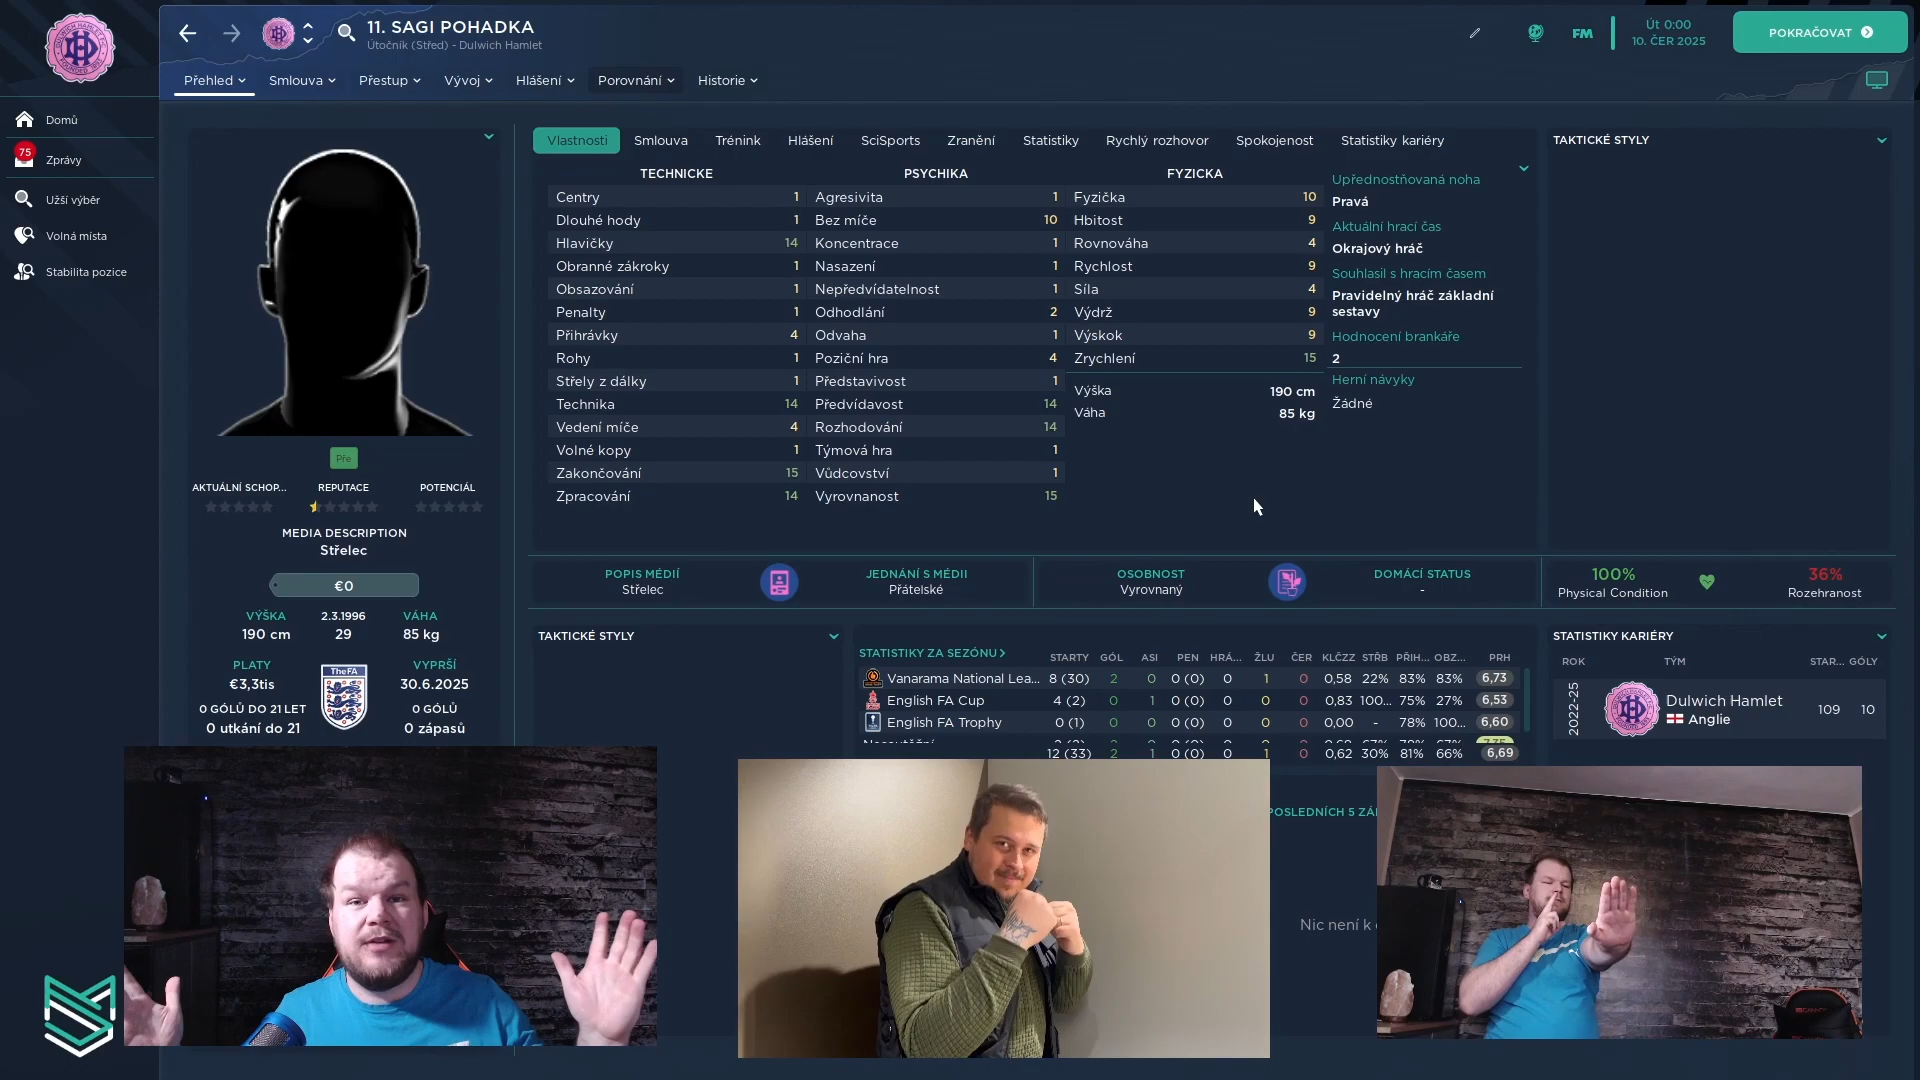 11. SAGI POHADKA
Útočník (Střed) - Dulwich Hamlet
FM
Út 0:00
10. ČER 2025
POKRAČOVAT
Přehled
Smlouva
Přestup
Vývoj
Hlášení
Porovnání
Historie
Domů
75
Zprávy
Užší výběr
Volná místa
Stabilita pozice
Pře
AKTUÁLNÍ SCHOP...
REPUTACE
POTENCIÁL
MEDIA DESCRIPTION
Střelec
€0
VÝŠKA
190 cm
2.3.1996
29
VÁHA
85 kg
PLATY
€3,3tis
TheFA
VYPRŠÍ
30.6.2025
0 GÓLŮ DO 21 LET
0 utkání do 21
0 GÓLŮ
0 zápasů
Vlastnosti
Smlouva
Trénink
Hlášení
SciSports
Zranění
Statistiky
Rychlý rozhovor
Spokojenost
Statistiky kariéry
TECHNICKE
Centry 1
Dlouhé hody 1
Hlavičky 14
Obranné zákroky 1
Obsazování 1
Penalty 1
Přihrávky 4
Rohy 1
Střely z dálky 1
Technika 14
Vedení míče 4
Volné kopy 1
Zakončování 15
Zpracování 14
PSYCHIKA
Agresivita 1
Bez míče 10
Koncentrace 1
Nasazení 1
Nepředvídatelnost 1
Odhodlání 2
Odvaha 1
Poziční hra 4
Představivost 1
Předvídavost 14
Rozhodování 14
Týmová hra 1
Vůdcovství 1
Vyrovnanost 15
FYZICKA
Fyzička 10
Hbitost 9
Rovnováha 4
Rychlost 9
Síla 4
Výdrž 9
Výskok 9
Zrychlení 15
Výška 190 cm
Váha 85 kg
Upřednostňovaná noha
Pravá
Aktuální hrací čas
Okrajový hráč
Souhlasil s hracím časem
Pravidelný hráč základní
sestavy
Hodnocení brankáře
2
Herní návyky
Žádné
TAKTICKÉ STYLY
POPIS MÉDIÍ
Střelec
JEDNÁNÍ S MÉDII
Přátelské
OSOBNOST
Vyrovnaný
DOMÁCÍ STATUS
-
100%
Physical Condition
36%
Rozehranost
TAKTICKÉ STYLY
STATISTIKY ZA SEZÓNU STARTY GÓL ASI PEN HRÁ... ŽLU ČER KLČZZ STŘB PŘIH... OBZ... PRH
Vanarama National Lea... 8 (30) 2 0 0 (0) 0 1 0 0,58 22% 83% 83% 6,73
English FA Cup 4 (2) 0 1 0 (0) 0 0 0 0,83 100... 75% 27% 6,53
English FA Trophy 0 (1) 0 0 0 (0) 0 0 0 0,00 - 78% 100... 6,60
12 (33) 2 1 0 (0) 0 1 0 0,62 30% 81% 66% 6,69
STATISTIKY KARIÉRY
ROK TÝM STAR... GÓLY
2022-25
Dulwich Hamlet
Anglie
109 10
POSLEDNÍCH 5 ZÁ
Nic není k